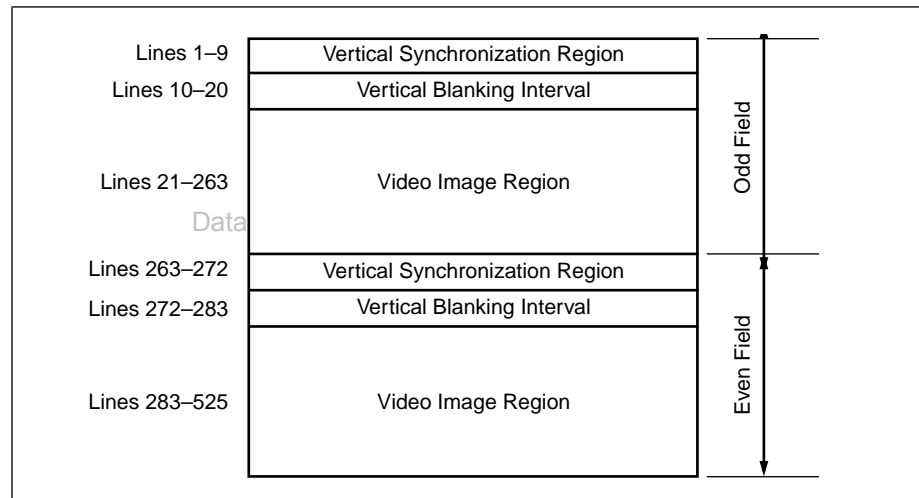 Lines 1–9 Vertical Synchronization Region
Lines 10–20 Vertical Blanking Interval
Lines 21–263 Video Image Region
Odd Field
Data
Lines 263–272 Vertical Synchronization Region
Lines 272–283 Vertical Blanking Interval
Lines 283–525 Video Image Region
Even Field